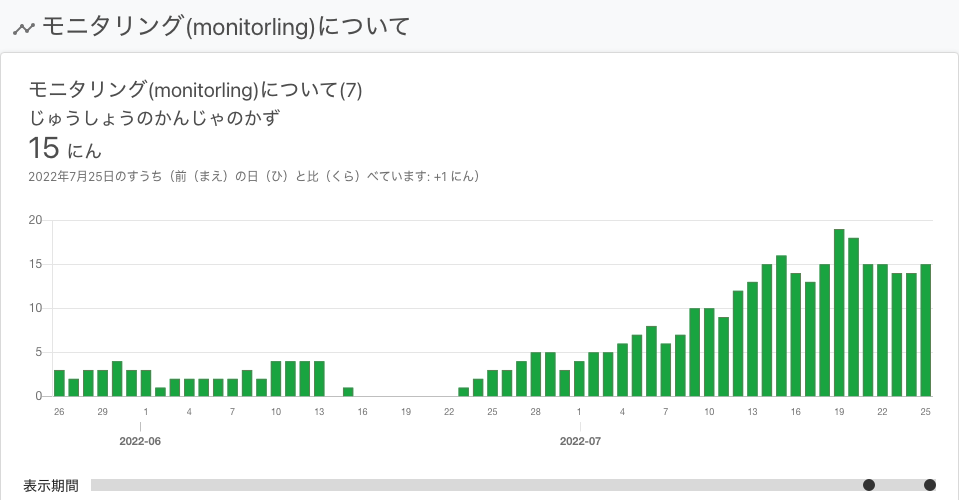 モニタリング(monitorling)について
モニタリング(monitorling)について(7)
じゅうしょうのかんじゃのかず
15 にん
2022年7月25日のすうち（前（まえ）の日（ひ）と比（くら）べています: +1 にん）
20
15
10
5
0
26 29 1 4 7 10 13 16 19 22 25 28 1 4 7 10 13 16 19 22 25
2022-06 2022-07
表示期間